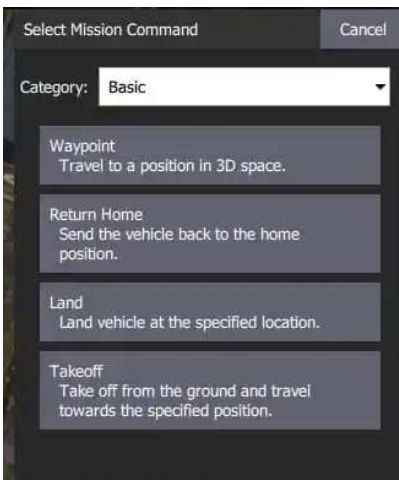 Select Mission Command Cancel
Category: Basic
Waypoint
Travel to a position in 3D space.
Return Home
Send the vehicle back to the home
position.
Land
Land vehicle at the specified location.
Takeoff
Take off from the ground and travel
towards the specified position.